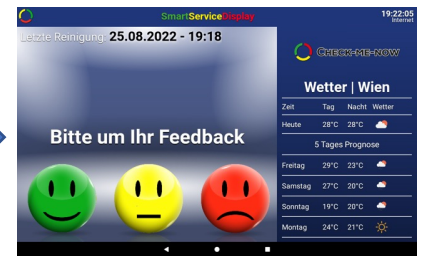 SmartServiceDisplay
19:22:05
Internet
Letzte Reinigung: 25.08.2022 - 19:18
CHECK-ME-NOW
Wetter | Wien
Zeit Tag Nacht Wetter
Heute 28°C 28°C
5 Tages Prognose
Freitag 29°C 23°C
Samstag 27°C 20°C
Sonntag 19°C 20°C
Montag 24°C 21°C
Bitte um Ihr Feedback